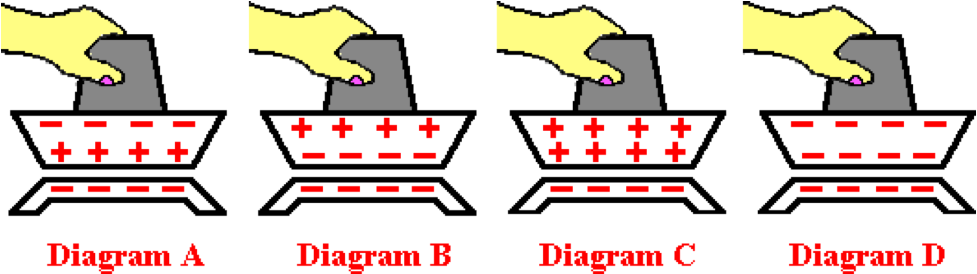 − − − −
+ + + +
− − − −
Diagram A
+ + + +
− − − −
− − − −
Diagram B
+ + + +
+ + + +
− − − −
Diagram C
− − − −
− − − −
− − − −
Diagram D